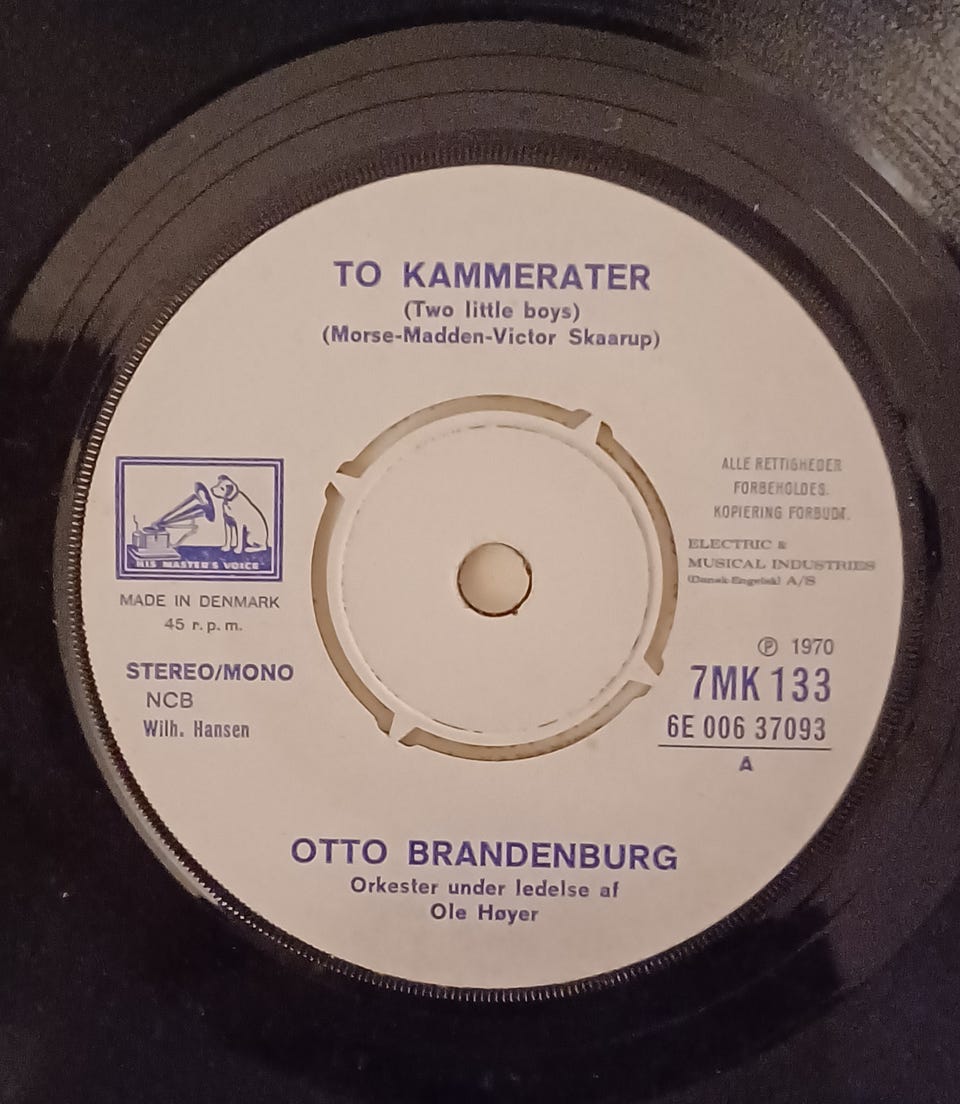 TO KAMMERATER
(Two little boys)
(Morse-Madden-Victor Skaarup)
HIS MASTER'S VOICE
MADE IN DENMARK
45 r.p.m.
STEREO/MONO
NCB
Wilh. Hansen
ALLE RETTIGHEDER
FORBEHOLDES.
KOPIERING FORBUDT.
ELECTRIC &
MUSICAL INDUSTRIES
(Dansk-Engelsk) A/S
℗ 1970
7MK 133
6E 006 37093
A
OTTO BRANDENBURG
Orkester under ledelse af
Ole Høyer